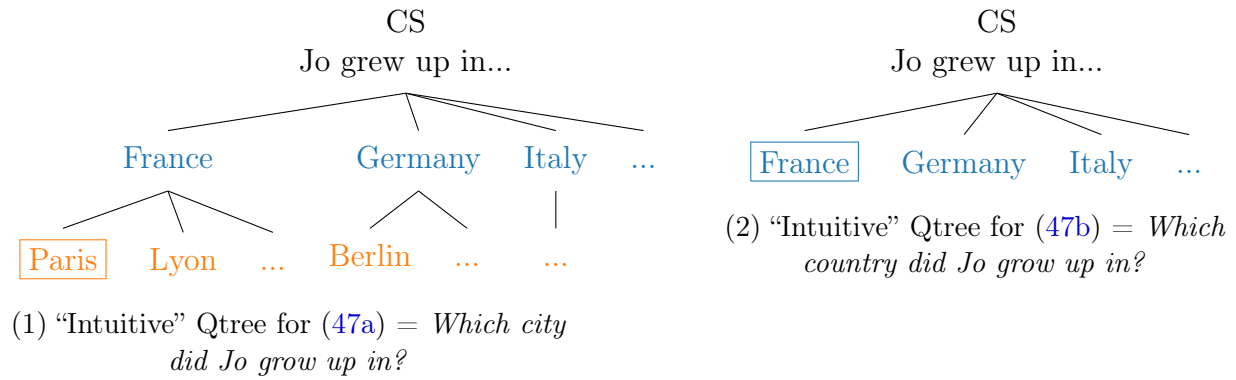 CS
Jo grew up in...
France Germany Italy ...
Paris Lyon ... Berlin ... ...
(1) “Intuitive” Qtree for (47a) = Which city
did Jo grow up in?
CS
Jo grew up in...
France Germany Italy ...
(2) “Intuitive” Qtree for (47b) = Which
country did Jo grow up in?